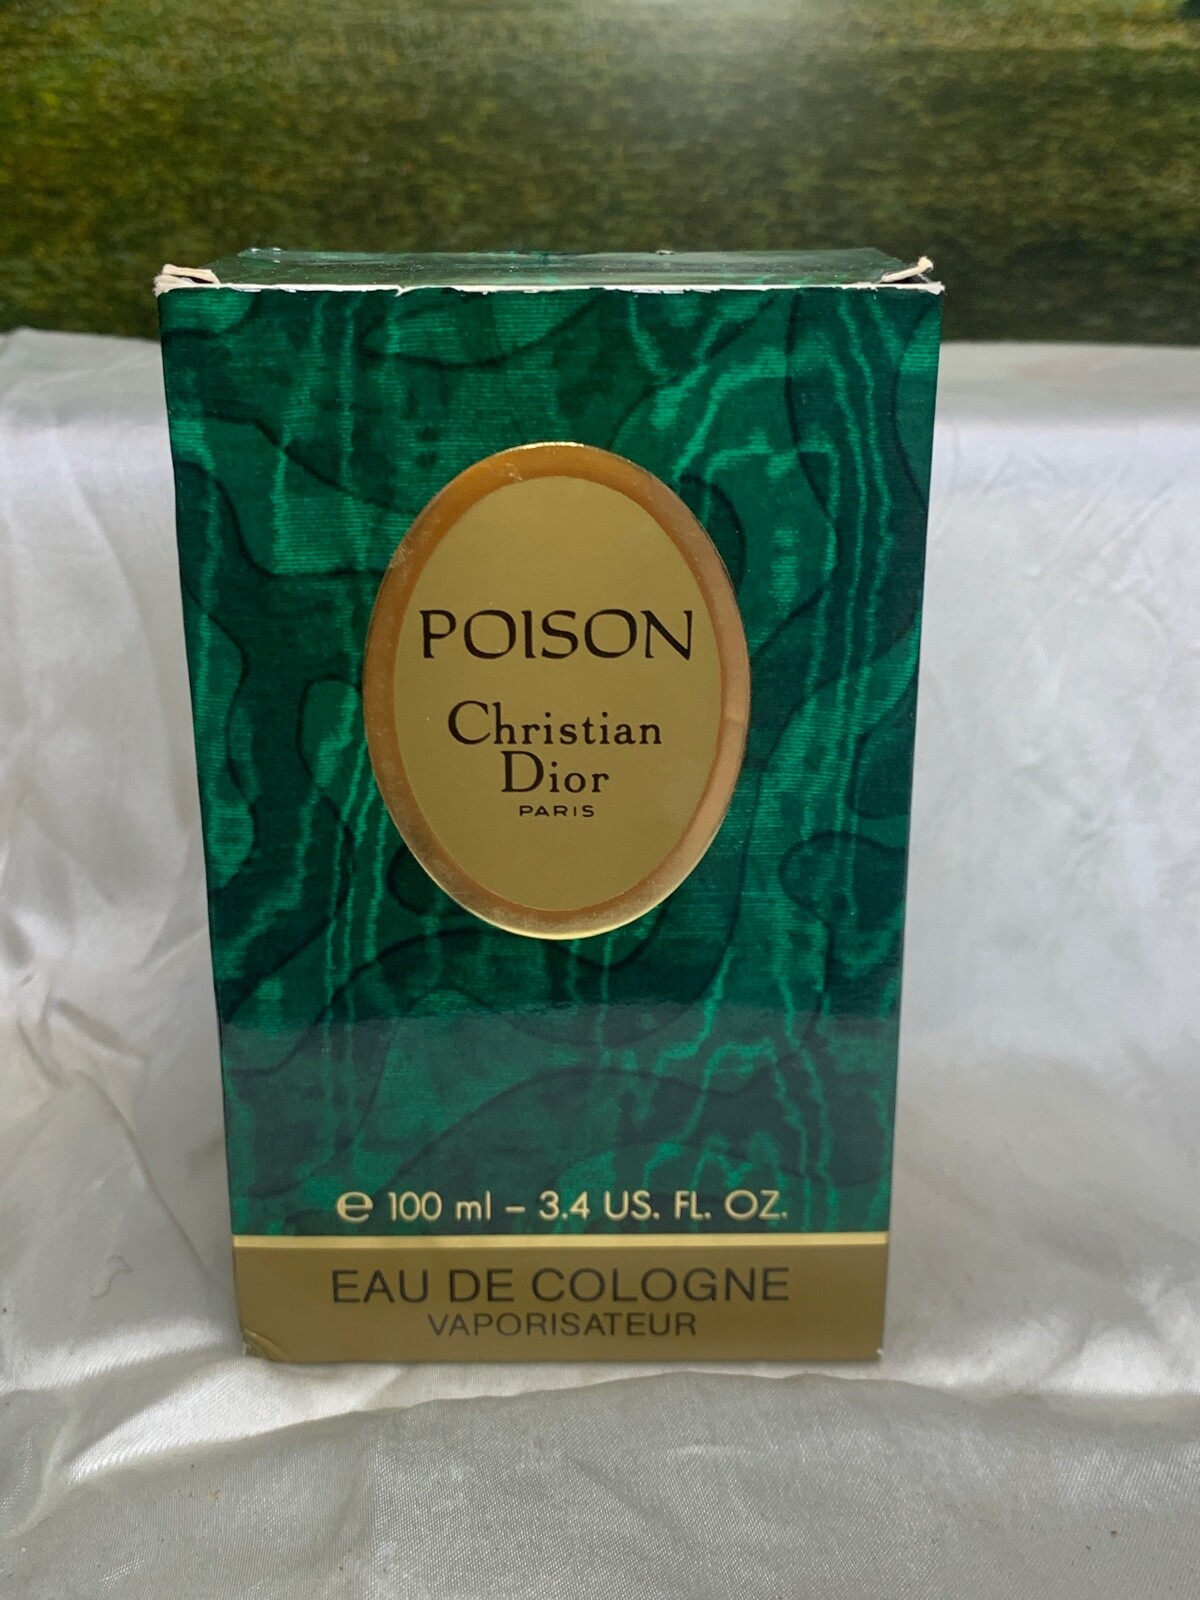 POISON
Christian
Dior
PARIS
℮ 100 ml – 3.4 US. FL. OZ.
EAU DE COLOGNE
VAPORISATEUR